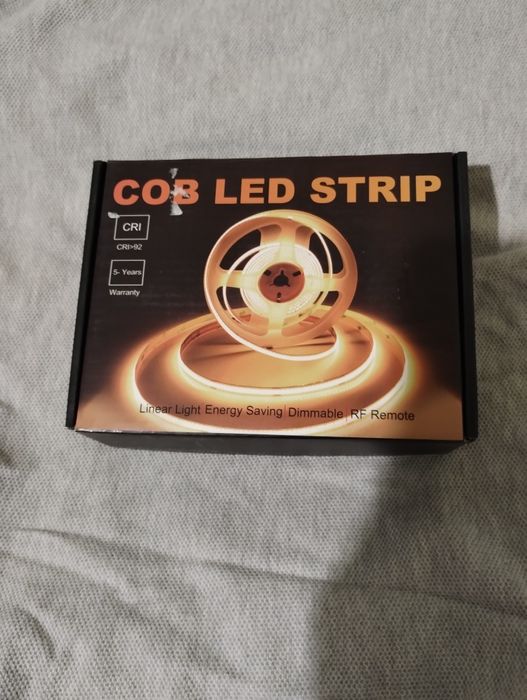 COB LED STRIP
CRI
CRI>92
5- Years
Warranty
Linear Light Energy Saving Dimmable RF Remote